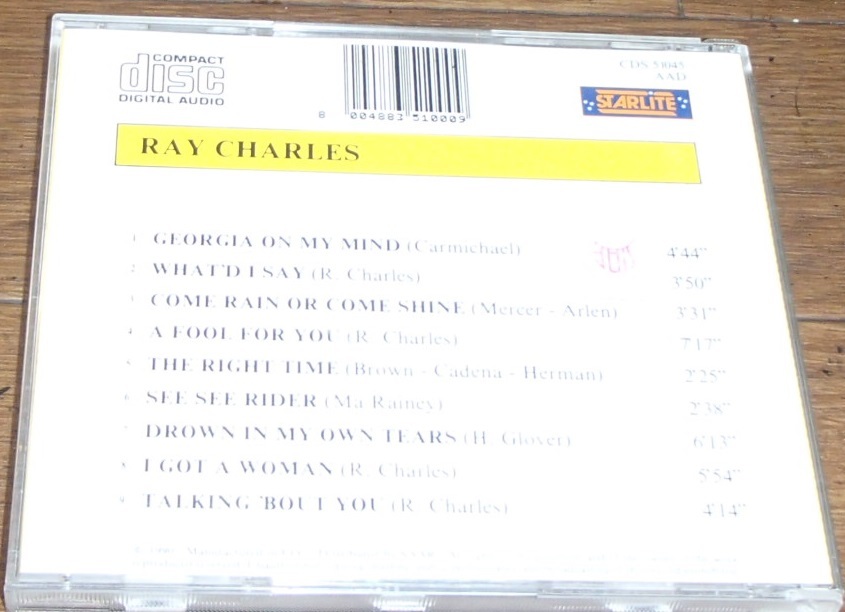 COMPACT
disc
DIGITAL AUDIO
8 004883 510009
CDS 51045
AAD
STARLITE
RAY CHARLES
1 GEORGIA ON MY MIND (Carmichael) 4'44"
2 WHAT'D I SAY (R. Charles) 3'50"
3 COME RAIN OR COME SHINE (Mercer - Arlen) 3'31"
4 A FOOL FOR YOU (R. Charles) 7'17"
5 THE RIGHT TIME (Brown - Cadena - Herman) 2'25"
6 SEE SEE RIDER (Ma Rainey) 2'38"
7 DROWN IN MY OWN TEARS (H. Glover) 6'13"
8 I GOT A WOMAN (R. Charles) 5'54"
9 TALKING 'BOUT YOU (R. Charles) 4'14"